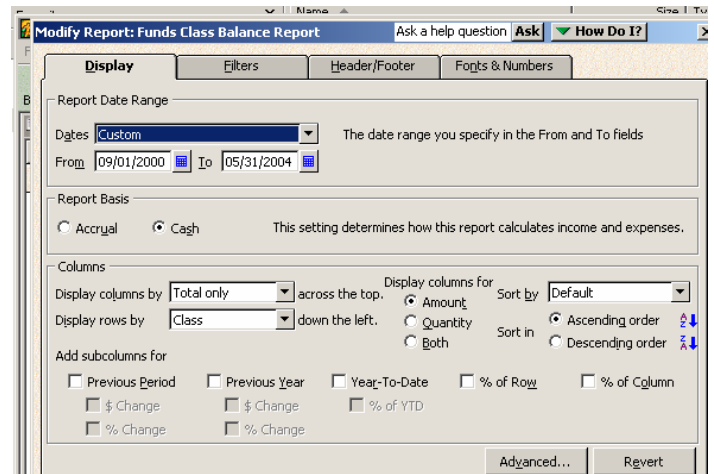 Name Size Ty
Modify Report: Funds Class Balance Report Ask a help question Ask How Do I? X
Display Filters Header/Footer Fonts & Numbers
B
Report Date Range
Dates Custom The date range you specify in the From and To fields
From 09/01/2000 To 05/31/2004
Report Basis
Accrual Cash This setting determines how this report calculates income and expenses.
Columns
Display columns by Total only across the top. Display columns for Amount Sort by Default
Display rows by Class down the left. Quantity Both Sort in Ascending order Descending order
Add subcolumns for
Previous Period Previous Year Year-To-Date % of Row % of Column
$ Change $ Change % of YTD
% Change % Change
Advanced... Revert